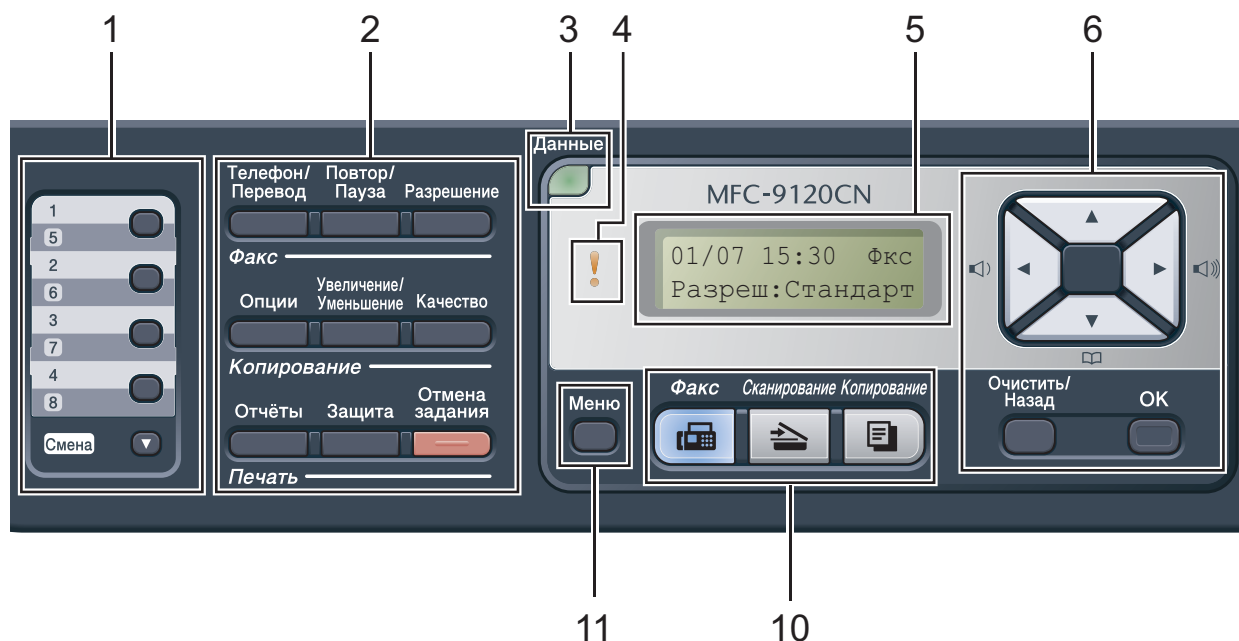 1
2
3
4
5
6
Данные
Телефон/
Перевод
Повтор/
Пауза
Разрешение
Факс
Опции
Увеличение/
Уменьшение
Качество
Копирование
Отчёты
Защита
Отмена
задания
Печать
1
5
2
6
3
7
4
8
Смена
MFC-9120CN
01/07 15:30 Фкс
Разреш:Стандарт
Меню
Факс
Сканирование
Копирование
Очистить/
Назад
OK
11
10